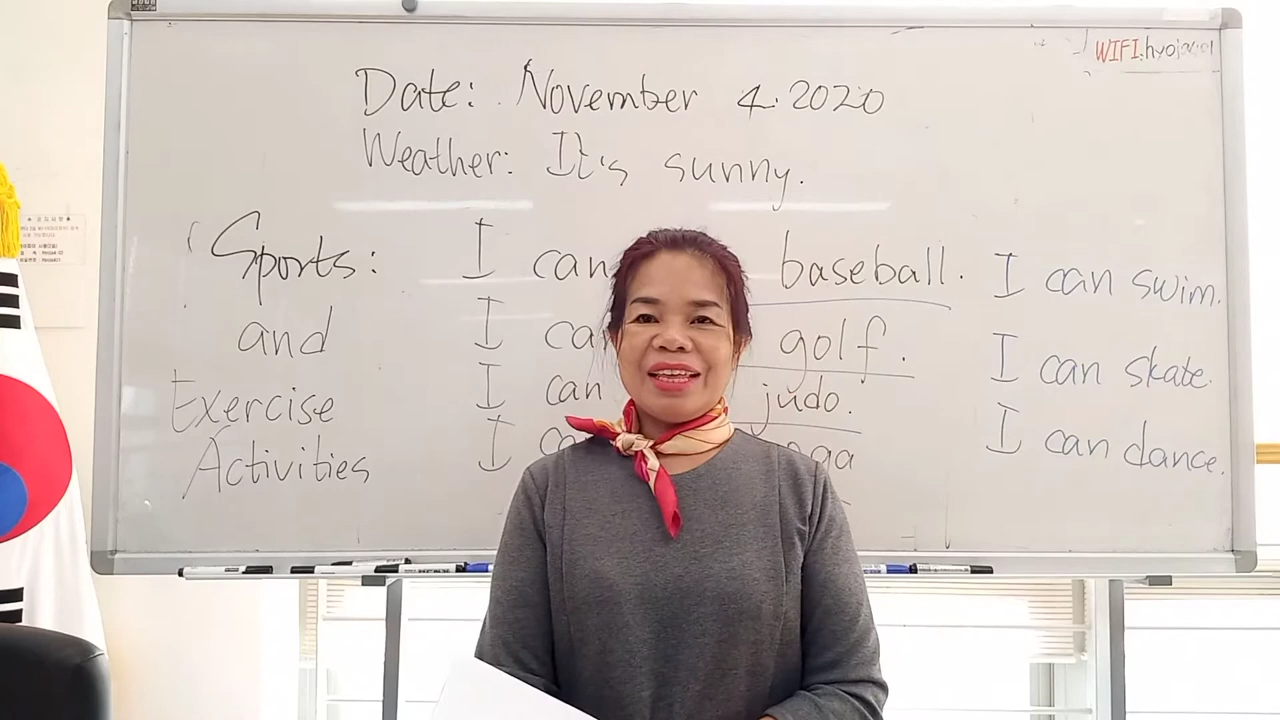 WIFI:hyoja
Date: November 4. 2020
Weather: It's sunny.
Sports: and Exercise Activities
I can baseball.
I golf.
I can judo.
I
I can swim.
I can skate.
I can dance.